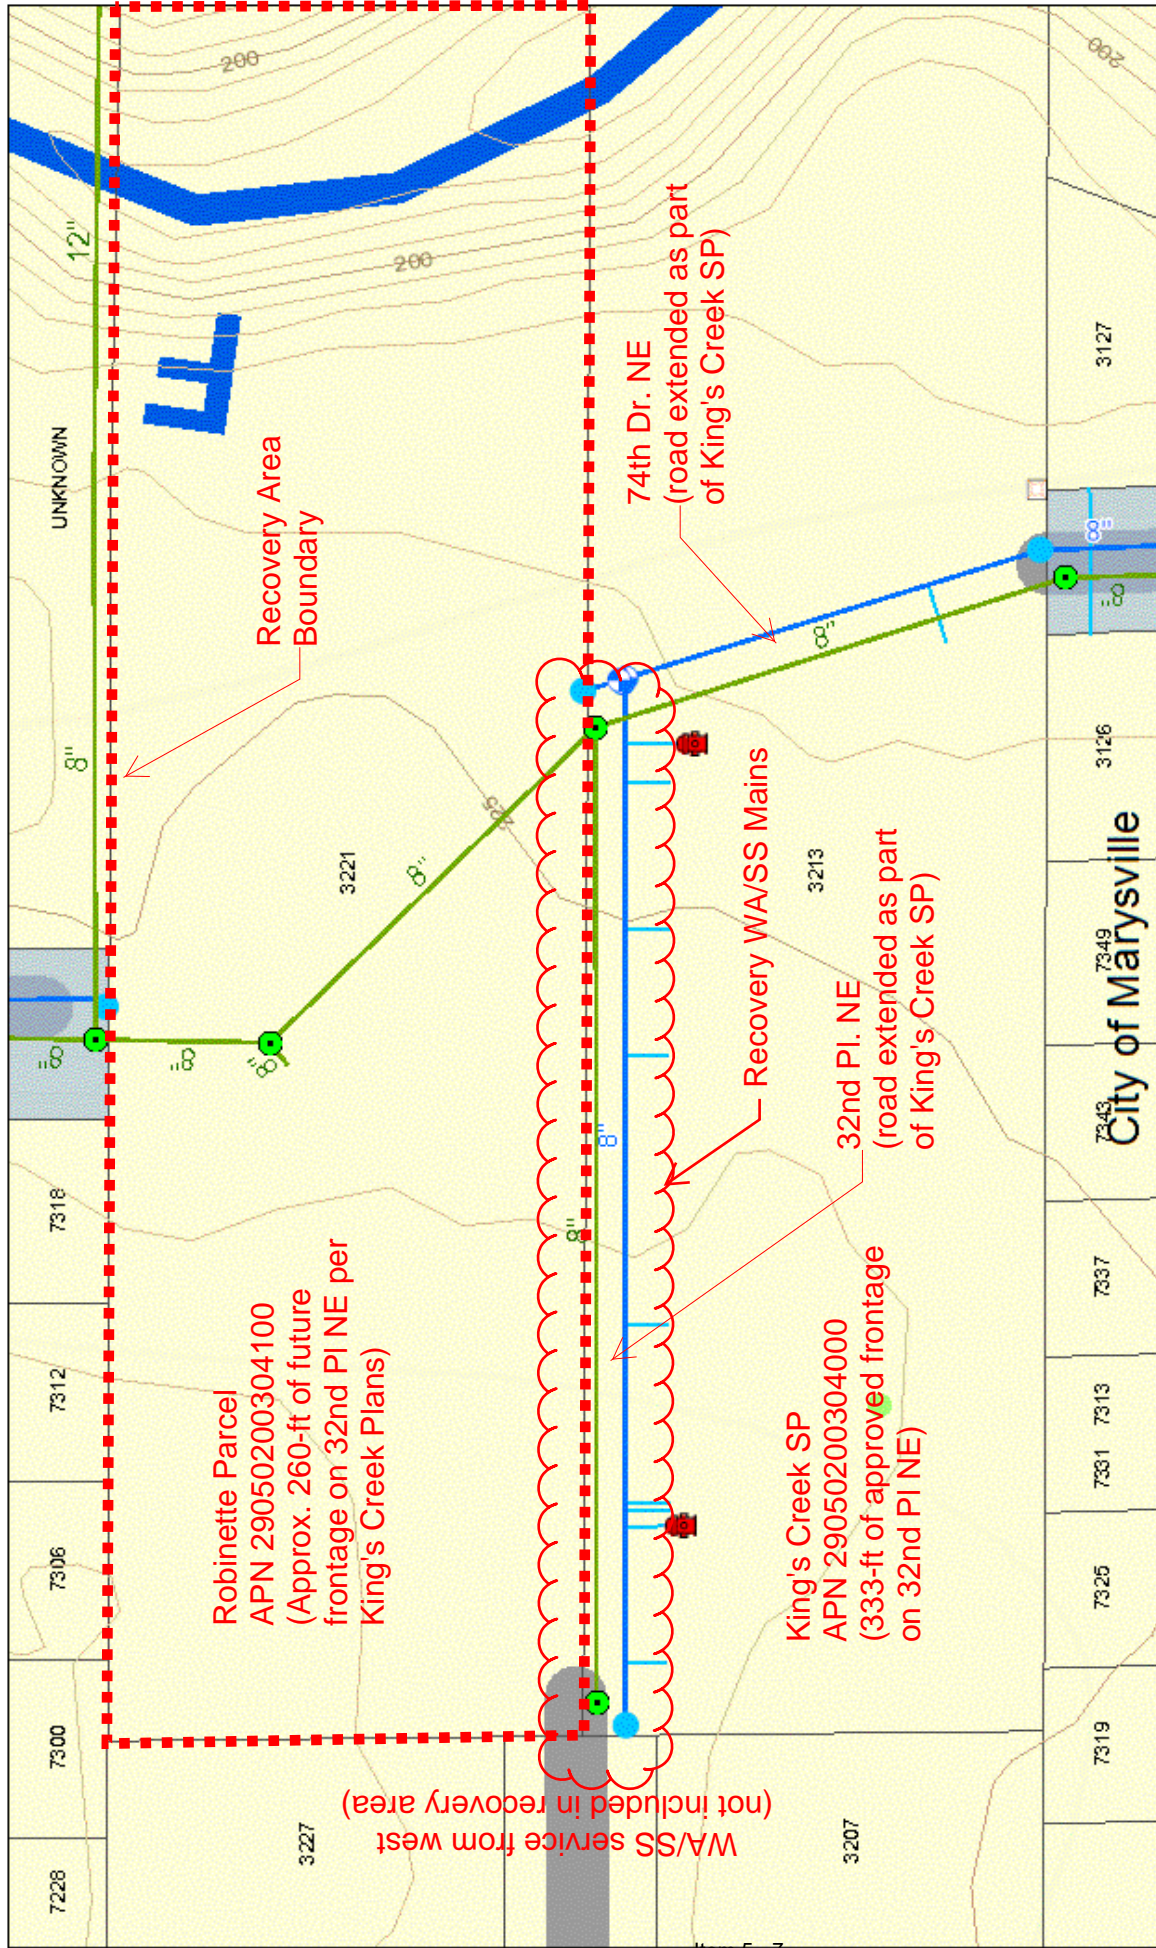 200
200
200
12"
UNKNOWN
8"
Recovery Area
Boundary
74th Dr. NE
(road extended as part
of King's Creek SP)
3127
8"
8"
8"
3221
225
8"
8"
8"
8"
3213
3126
Recovery WA/SS Mains
32nd Pl. NE
(road extended as part
of King's Creek SP)
City of Marysville
7349
7343
8"
8"
7318
7312
7306
7300
7228
Robinette Parcel
APN 29050200304100
(Approx. 260-ft of future
frontage on 32nd Pl NE per
King's Creek Plans)
King's Creek SP
APN 29050200304000
(333-ft of approved frontage
on 32nd Pl NE)
7337
7313
7331
7325
7319
WA/SS service from west
(not included in recovery area)
3227
3207